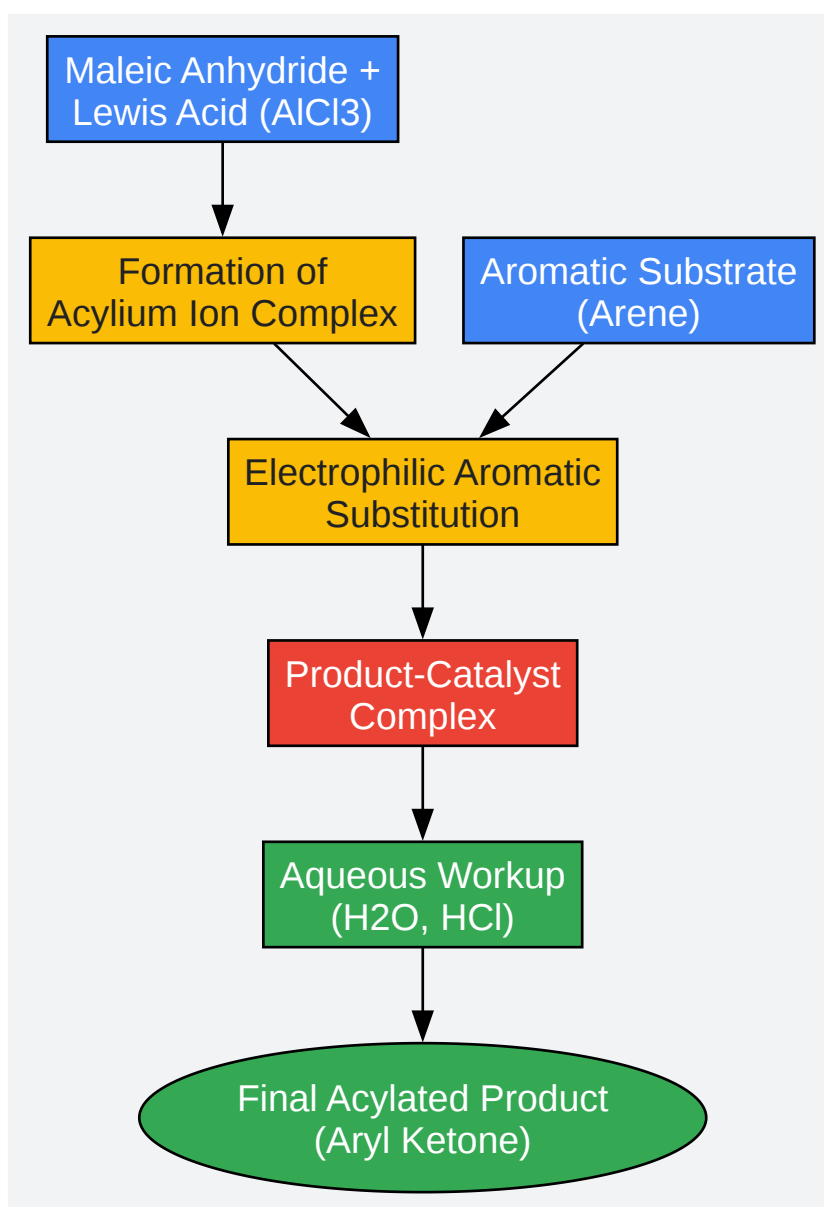 Maleic Anhydride +
Lewis Acid (AlCl3)
Formation of
Acylium Ion Complex
Aromatic Substrate
(Arene)
Electrophilic Aromatic
Substitution
Product-Catalyst
Complex
Aqueous Workup
(H2O, HCl)
Final Acylated Product
(Aryl Ketone)